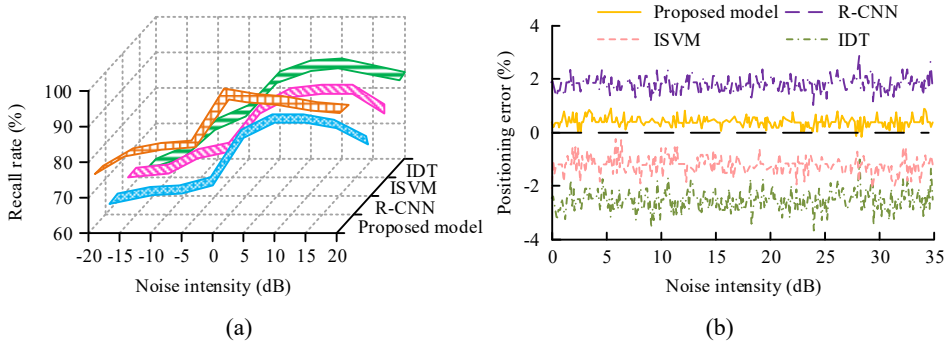 100
90
80
70
60
Recall rate (%)
-20 -15 -10 -5 0 5 10 15 20
Noise intensity (dB)
IDT
ISVM
R-CNN
Proposed model
(a)
Proposed model R-CNN
ISVM IDT
4
2
0
-2
-4
Positioning error (%)
0 5 10 15 20 25 30 35
Noise intensity (dB)
(b)